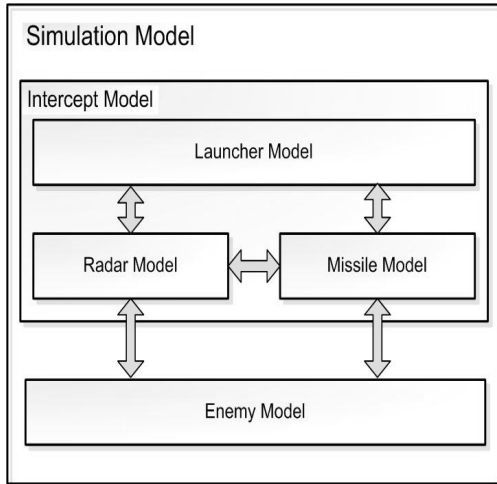 Simulation Model
Intercept Model
Launcher Model
Radar Model
Missile Model
Enemy Model